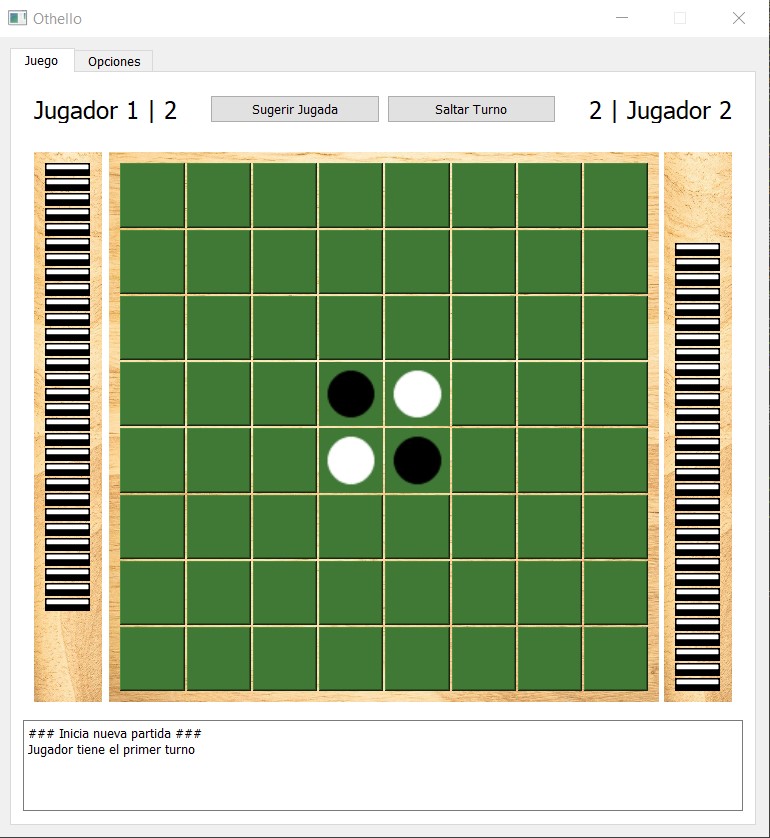 Othello
Juego Opciones
Jugador 1 | 2 Sugerir Jugada Saltar Turno 2 | Jugador 2
### Inicia nueva partida ###
Jugador tiene el primer turno